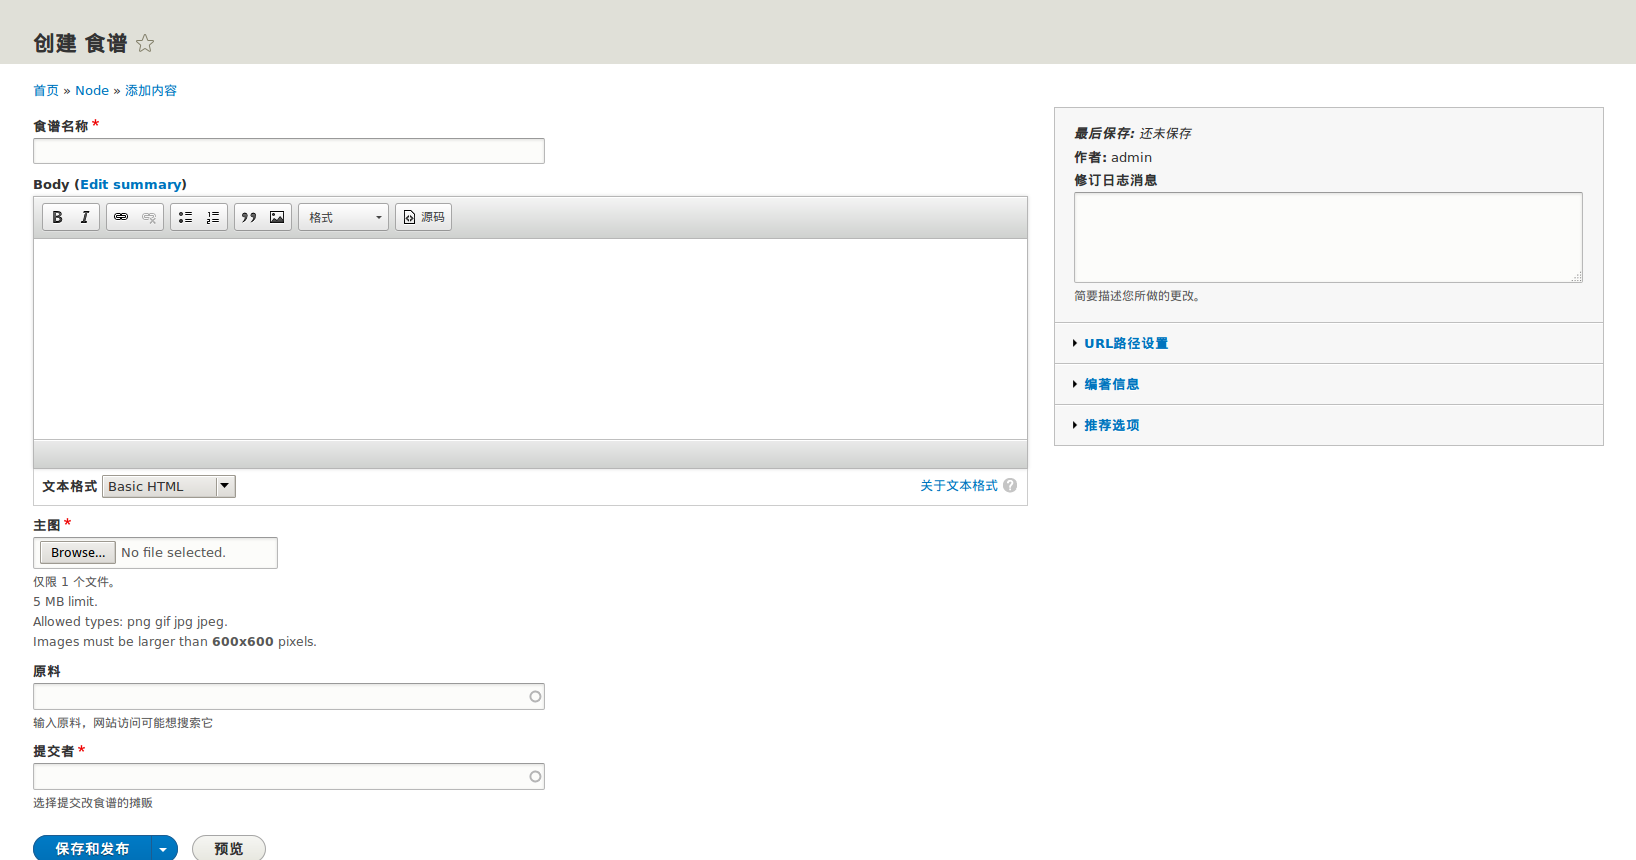 创建 食谱
首页 » Node » 添加内容
食谱名称 *
Body (Edit summary)
B I 格式 源码
文本格式 Basic HTML 关于文本格式 ?
主图 *
Browse... No file selected.
仅限 1 个文件。
5 MB limit.
Allowed types: png gif jpg jpeg.
Images must be larger than 600x600 pixels.
原料
输入原料，网站访问可能想搜索它
提交者 *
选择提交改食谱的摊贩
保存和发布 预览
最后保存: 还未保存
作者: admin
修订日志消息
简要描述您所做的更改。
URL路径设置
编著信息
推荐选项